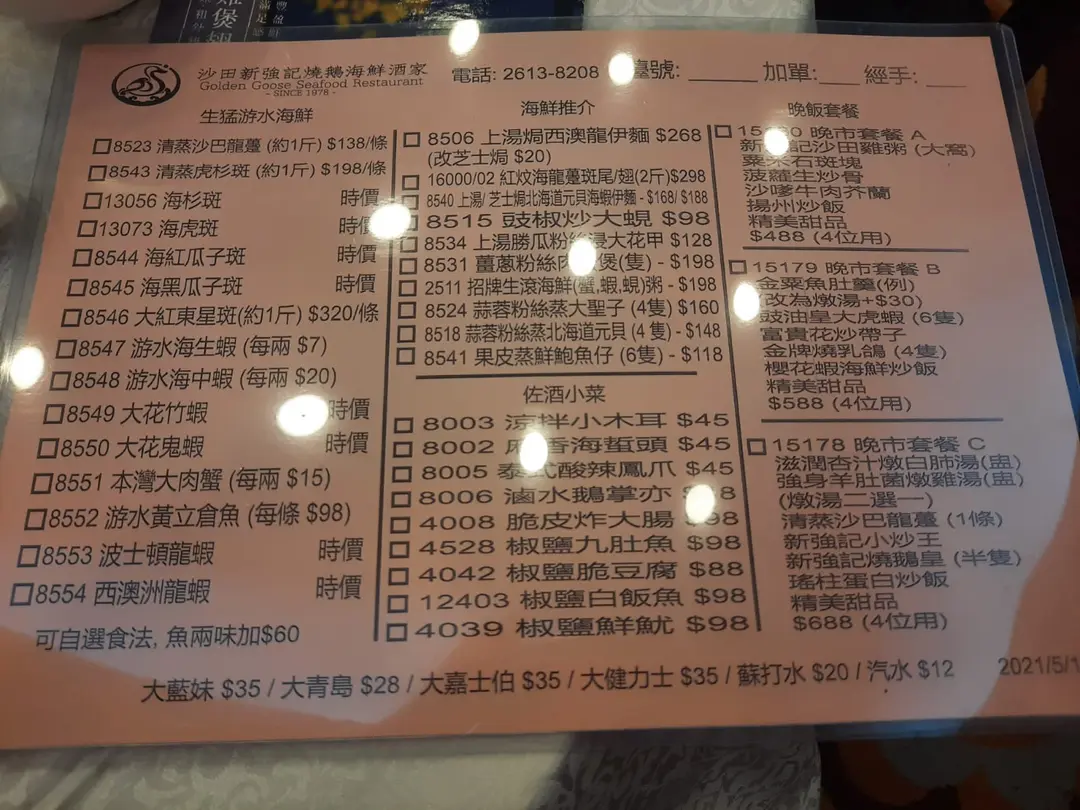 沙田新強記燒鵝海鮮酒家
Golden Goose Seafood Restaurant
- SINCE 1978 -
電話: 2613-8208
檯號: ______ 加單:___ 經手: ___
生猛游水海鮮
8523 清蒸沙巴龍躉 (約1斤) $138/條
8543 清蒸虎杉斑 (約1斤) $198/條
13056 海杉斑 時價
13073 海虎斑 時價
8544 海紅瓜子斑 時價
8545 海黑瓜子斑 時價
8546 大紅東星斑(約1斤) $320/條
8547 游水海生蝦 (每兩 $7)
8548 游水海中蝦 (每兩 $20)
8549 大花竹蝦 時價
8550 大花鬼蝦 時價
8551 本灣大肉蟹 (每兩 $15)
8552 游水黃立倉魚 (每條 $98)
8553 波士頓龍蝦 時價
8554 西澳洲龍蝦 時價
可自選食法, 魚兩味加$60
海鮮推介
8506 上湯焗西澳龍伊麵 $268
(改芝士焗 $20)
16000/02 紅炆海龍躉斑尾/翅(2斤)$298
8540 上湯/ 芝士焗北海道元貝海蝦伊麵 - $168/ $188
8515 豉椒炒大蜆 $98
8534 上湯勝瓜粉絲浸大花甲 $128
8531 薑蔥粉絲肉 煲(隻) - $198
2511 招牌生滾海鮮(蟹,蝦,蜆)粥 - $198
8524 蒜蓉粉絲蒸大聖子 (4隻) $160
8518 蒜蓉粉絲蒸北海道元貝 (4 隻) - $148
8541 果皮蒸鮮鮑魚仔 (6隻) - $118
佐酒小菜
8003 涼拌小木耳 $45
8002 麻香海蜇頭 $45
8005 泰式酸辣鳳爪 $45
8006 滷水鵝掌亦 8
4008 脆皮炸大腸 $98
4528 椒鹽九肚魚 $98
4042 椒鹽脆豆腐 $88
12403 椒鹽白飯魚 $98
4039 椒鹽鮮魷 $98
晚飯套餐
15 0 晚市套餐 A
新強記沙田雞粥 (大窩)
粟米石斑塊
菠蘿生炒骨
沙嗲牛肉芥蘭
揚州炒飯
精美甜品
$488 (4位用)
15179 晚市套餐 B
金粟魚肚羹(例)
(改為燉湯+$30)
豉油皇大虎蝦 (6隻)
富貴花炒帶子
金牌燒乳鴿 (4隻)
櫻花蝦海鮮炒飯
精美甜品
$588 (4位用)
15178 晚市套餐 C
滋潤杏汁燉白肺湯(盅)
強身羊肚菌燉雞湯(盅)
(燉湯二選一)
清蒸沙巴龍躉 (1條)
新強記小炒王
新強記燒鵝皇 (半隻)
瑤柱蛋白炒飯
精美甜品
$688 (4位用)
大藍妹 $35 / 大青島 $28 / 大嘉士伯 $35 / 大健力士 $35 / 蘇打水 $20 / 汽水 $12
2021/5/1